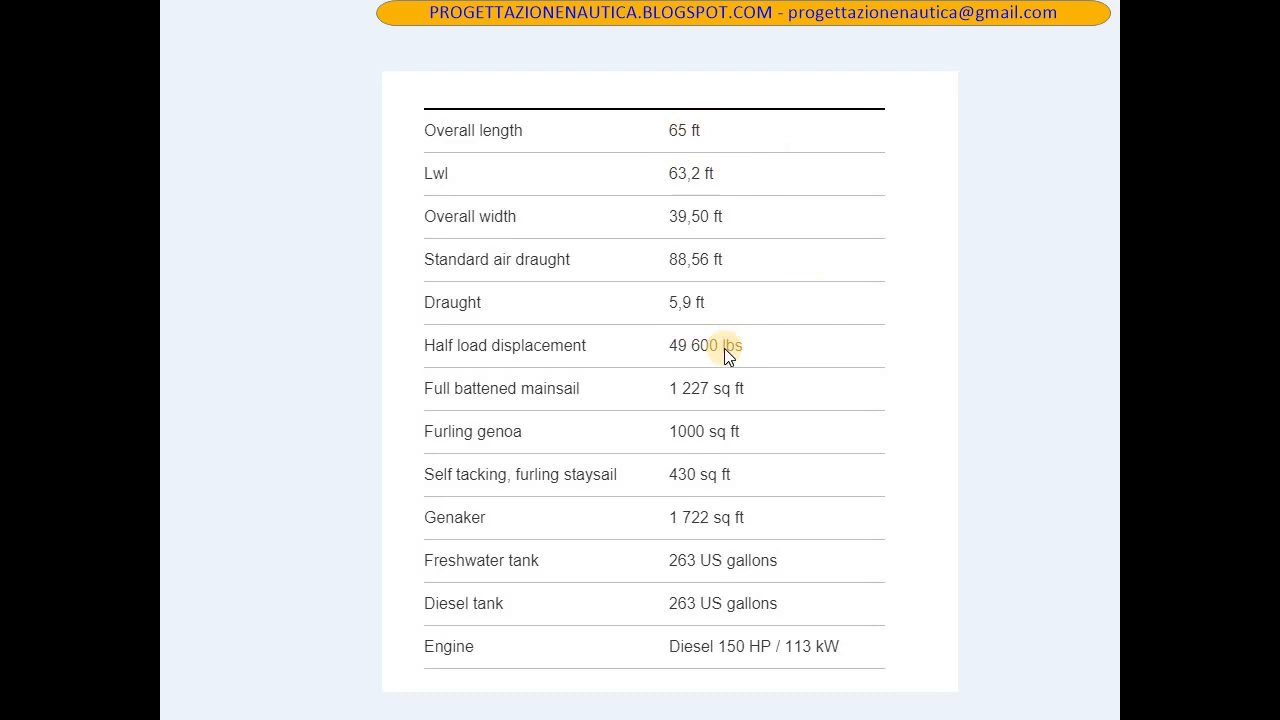 PROGETTAZIONENAUTICA.BLOGSPOT.COM - progettazionenautica@gmail.com
Overall length 65 ft
Lwl 63,2 ft
Overall width 39,50 ft
Standard air draught 88,56 ft
Draught 5,9 ft
Half load displacement 49 600 lbs
Full battened mainsail 1 227 sq ft
Furling genoa 1000 sq ft
Self tacking, furling staysail 430 sq ft
Genaker 1 722 sq ft
Freshwater tank 263 US gallons
Diesel tank 263 US gallons
Engine Diesel 150 HP / 113 kW